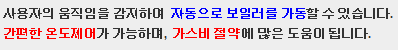 사용자의 움직임을 감지하여 자동으로 보일러를 가동할 수 있습니다.
간편한 온도제어가 가능하며, 가스비 절약에 많은 도움이 됩니다.